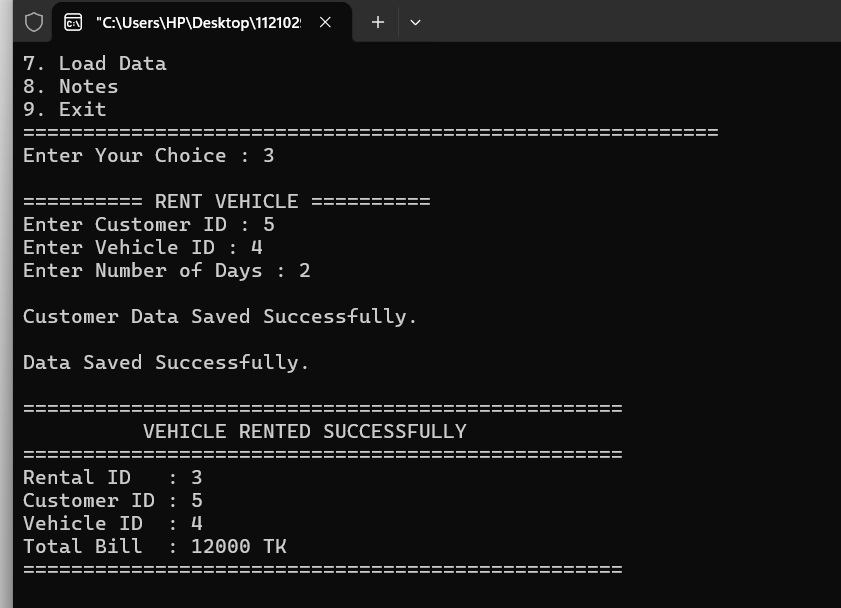 "C:\Users\HP\Desktop\112102
7. Load Data
8. Notes
9. Exit
==========================================================
Enter Your Choice : 3
========== RENT VEHICLE ==========
Enter Customer ID : 5
Enter Vehicle ID : 4
Enter Number of Days : 2
Customer Data Saved Successfully.
Data Saved Successfully.
==================================================
VEHICLE RENTED SUCCESSFULLY
==================================================
Rental ID   : 3
Customer ID : 5
Vehicle ID  : 4
Total Bill  : 12000 TK
==================================================